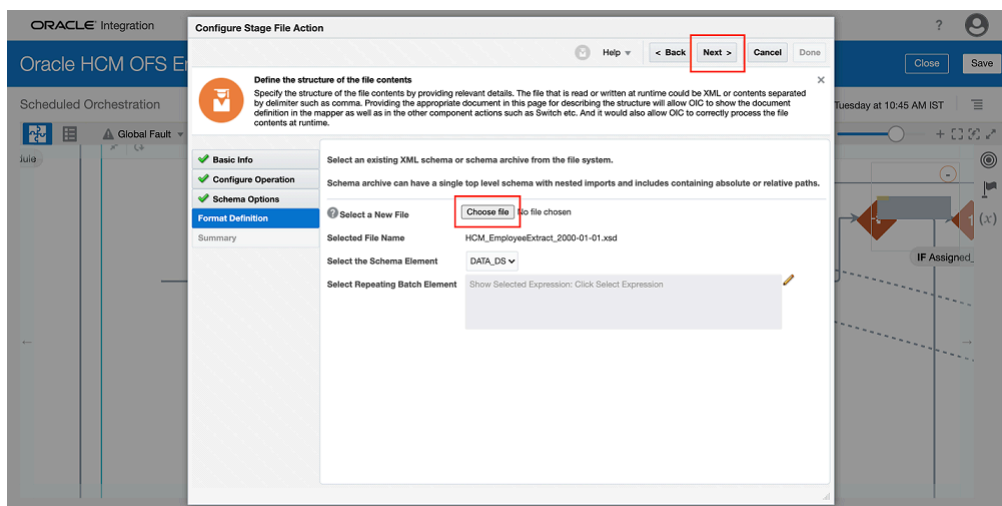 ORACLE Integration
Configure Stage File Action
?
Help
< Back
Next >
Cancel
Done
Oracle HCM OFS
Close
Save
Define the structure of the file contents
Specify the structure of the file contents by providing relevant details. The file that is read or written at runtime could be XML or contents separated
by delimiter such as comma. Providing the appropriate document in this page for describing the structure will allow OIC to show the document
definition in the mapper as well as in the other component actions such as Switch etc. And it would also allow OIC to correctly process the file
contents at runtime.
Scheduled Orchestration
Tuesday at 10:45 AM IST
Global Fault
Basic Info
Configure Operation
Schema Options
Format Definition
Summary
Select an existing XML schema or schema archive from the file system.
Schema archive can have a single top level schema with nested imports and includes containing absolute or relative paths.
Select a New File
Choose file
No file chosen
Selected File Name
HCM_EmployeeExtract_2000-01-01.xsd
Select the Schema Element
DATA_DS
Select Repeating Batch Element
Show Selected Expression: Click Select Expression
(x)
1
IF Assigned_